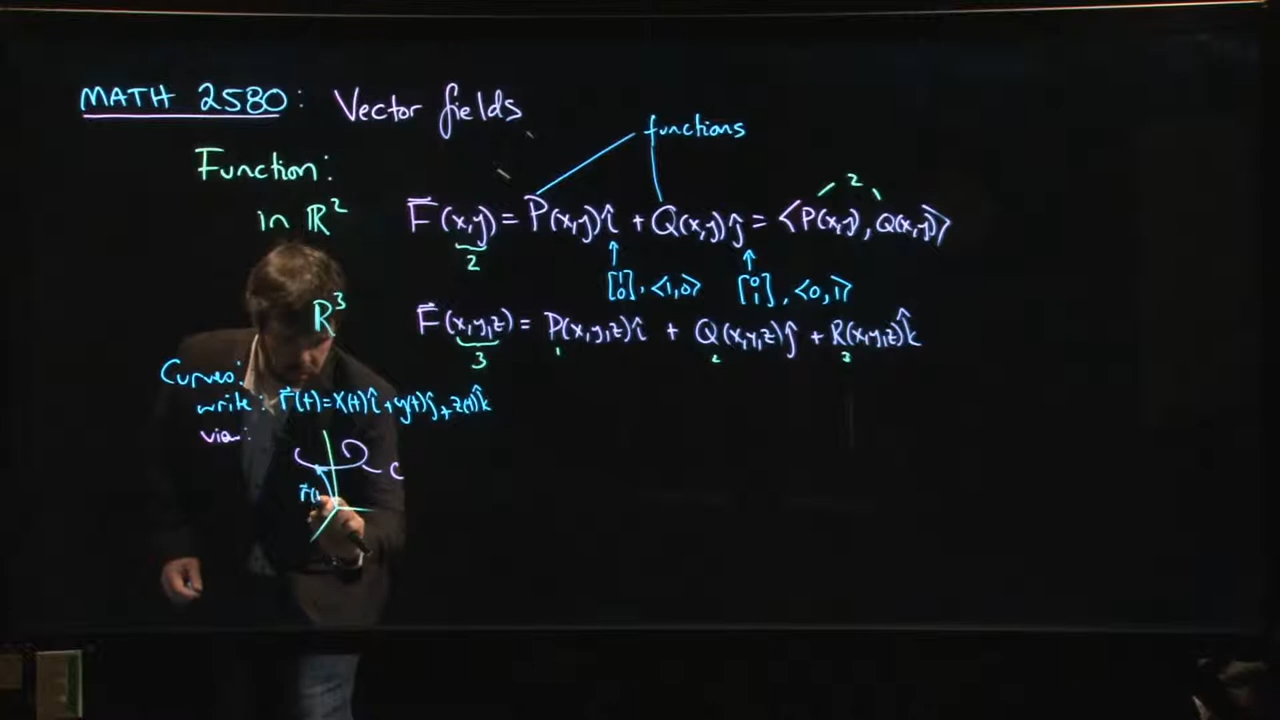 MATH 2580: Vector fields
functions
Function:
2
in ℝ² F⃗(x,y) = P(x,y)î + Q(x,y)ĵ = ⟨P(x,y), Q(x,y)⟩
2
[1 0], ⟨1,0⟩ [0 1], ⟨0,1⟩
ℝ³ F⃗(x,y,z) = P(x,y,z)î + Q(x,y,z)ĵ + R(x,y,z)k̂
3 1 2 3
Curves:
write: r⃗(t) = x(t)î + y(t)ĵ + z(t)k̂
view:
C
r⃗(